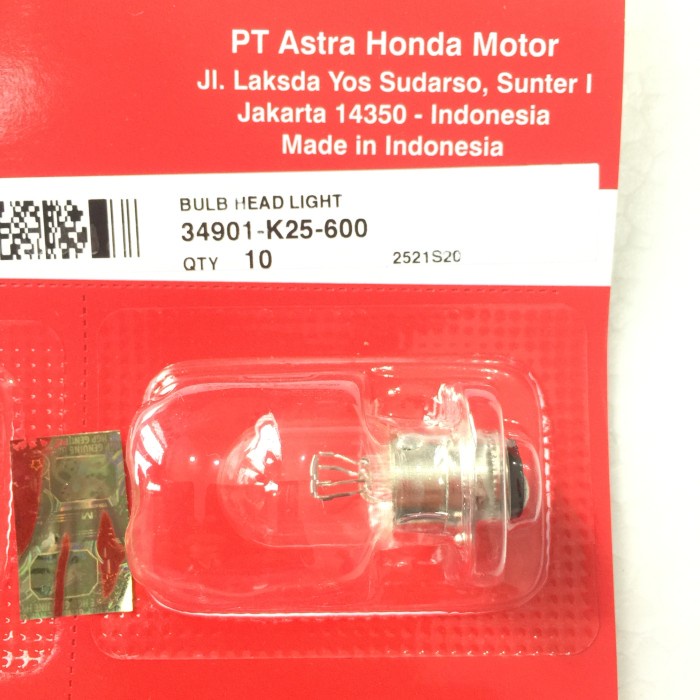 PT Astra Honda Motor
Jl. Laksda Yos Sudarso, Sunter I
Jakarta 14350 - Indonesia
Made in Indonesia
BULB HEAD LIGHT
34901-K25-600
QTY 10 2521S20